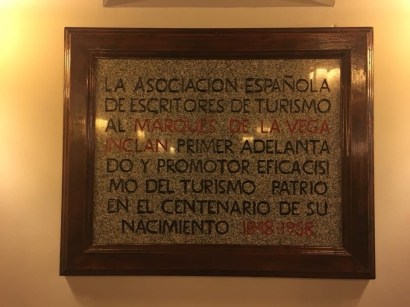 LA ASOCIACION ESPAÑOLA
DE ESCRITORES DE TURISMO
AL MARQUES DE LA VEGA
INCLAN, PRIMER ADELANTA
DO Y PROMOTOR EFICACISI
MO DEL TURISMO PATRIO
EN EL CENTENARIO DE SU
NACIMIENTO 1858-1958